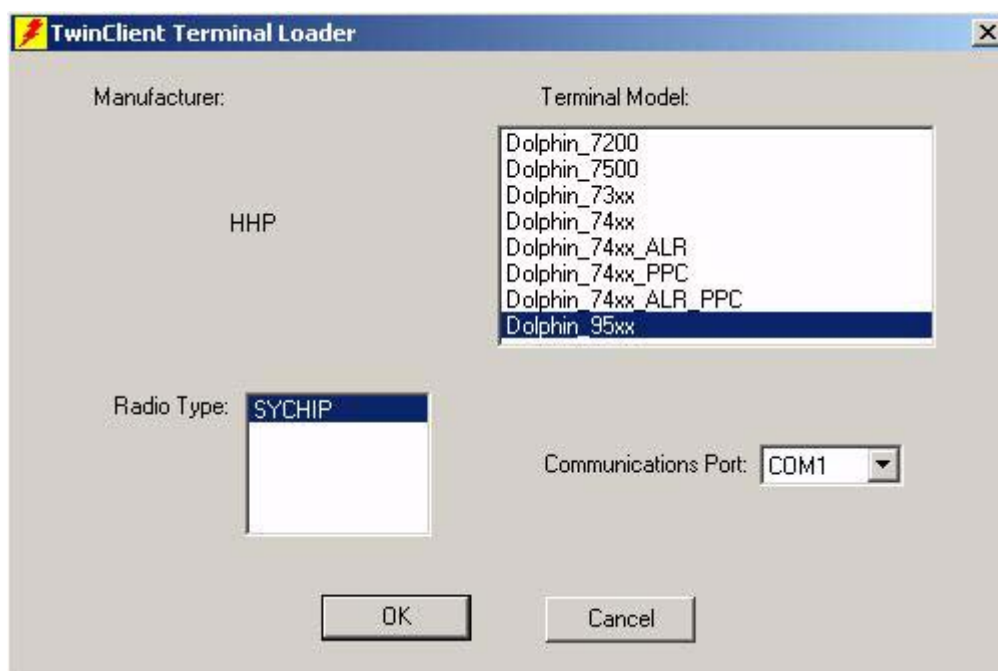 TwinClient Terminal Loader
Manufacturer:
Terminal Model:
HHP
Dolphin_7200
Dolphin_7500
Dolphin_73xx
Dolphin_74xx
Dolphin_74xx_ALR
Dolphin_74xx_PPC
Dolphin_74xx_ALR_PPC
Dolphin_95xx
Radio Type:
SYCHIP
Communications Port:
COM1
OK
Cancel